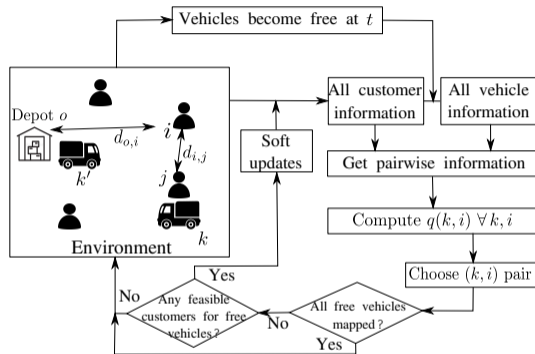 Vehicles become free at t
Depot o
i
d_{o,i}
d_{i,j}
k'
j
k
Environment
Soft
updates
All customer
information
All vehicle
information
Get pairwise information
Compute q(k, i) ∀ k, i
Choose (k, i) pair
All free vehicles
mapped?
No
Yes
Any feasible
customers for free
vehicles?
Yes
No